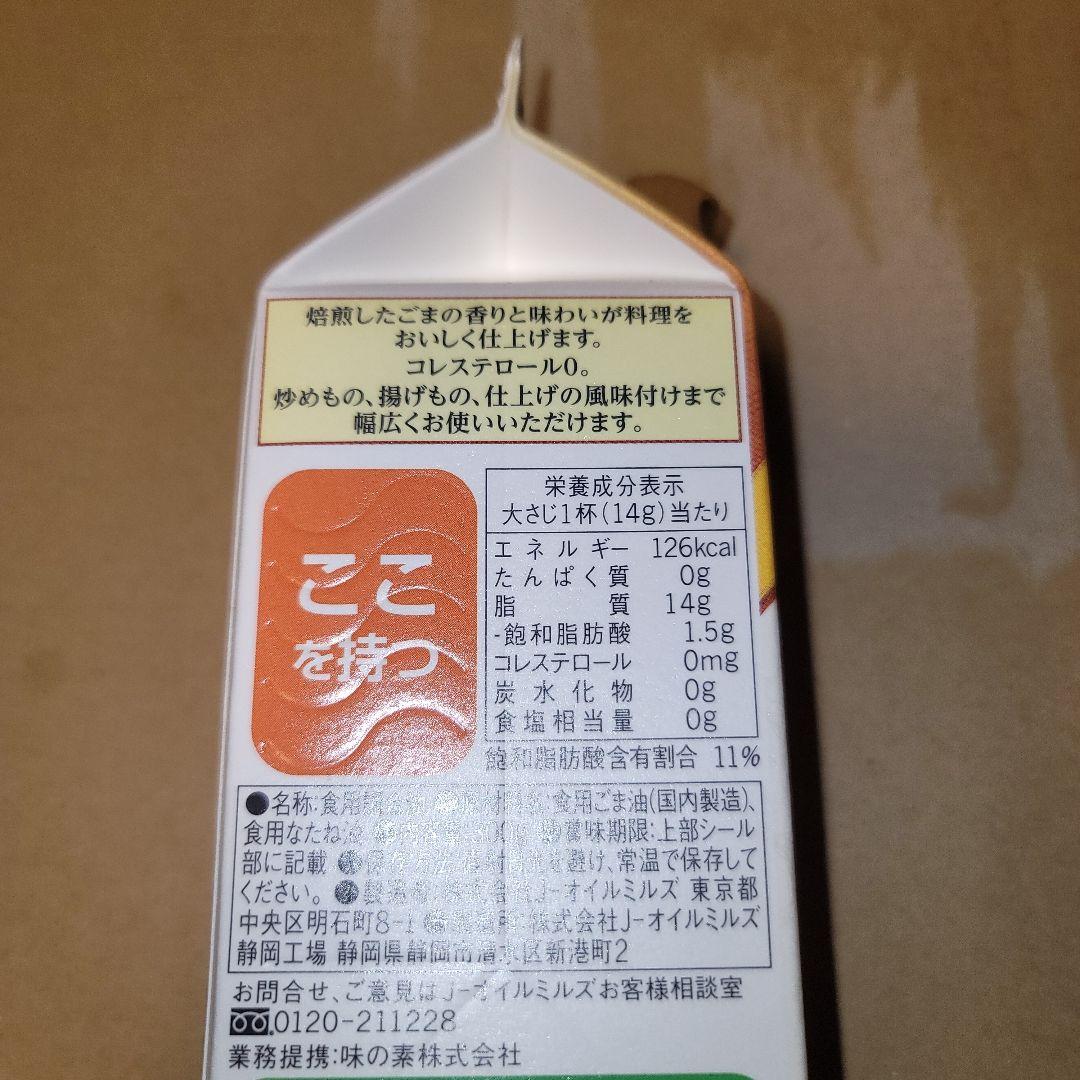 焙煎したごまの香りと味わいが料理を
おいしく仕上げます。
コレステロール0。
炒めもの、揚げもの、仕上げの風味付けまで
幅広くお使いいただけます。
ここ
を持つ
栄養成分表示
大さじ1杯(14g)当たり
エネルギー 126kcal
たんぱく質 0g
脂質 14g
-飽和脂肪酸 1.5g
コレステロール 0mg
炭水化物 0g
食塩相当量 0g
飽和脂肪酸含有割合 11%
●名称:食用 食用ごま油(国内製造)、
食用なたね油 賞味期限:上部シール
部に記載 を避け、常温で保存して
ください。 株式会社J-オイルミルズ 東京都
中央区明石町8-1 株式会社J-オイルミルズ
静岡工場 静岡県静岡市清水区新港町2
お問合せ、ご意見はJ-オイルミルズお客様相談室
0120-211228
業務提携:味の素株式会社